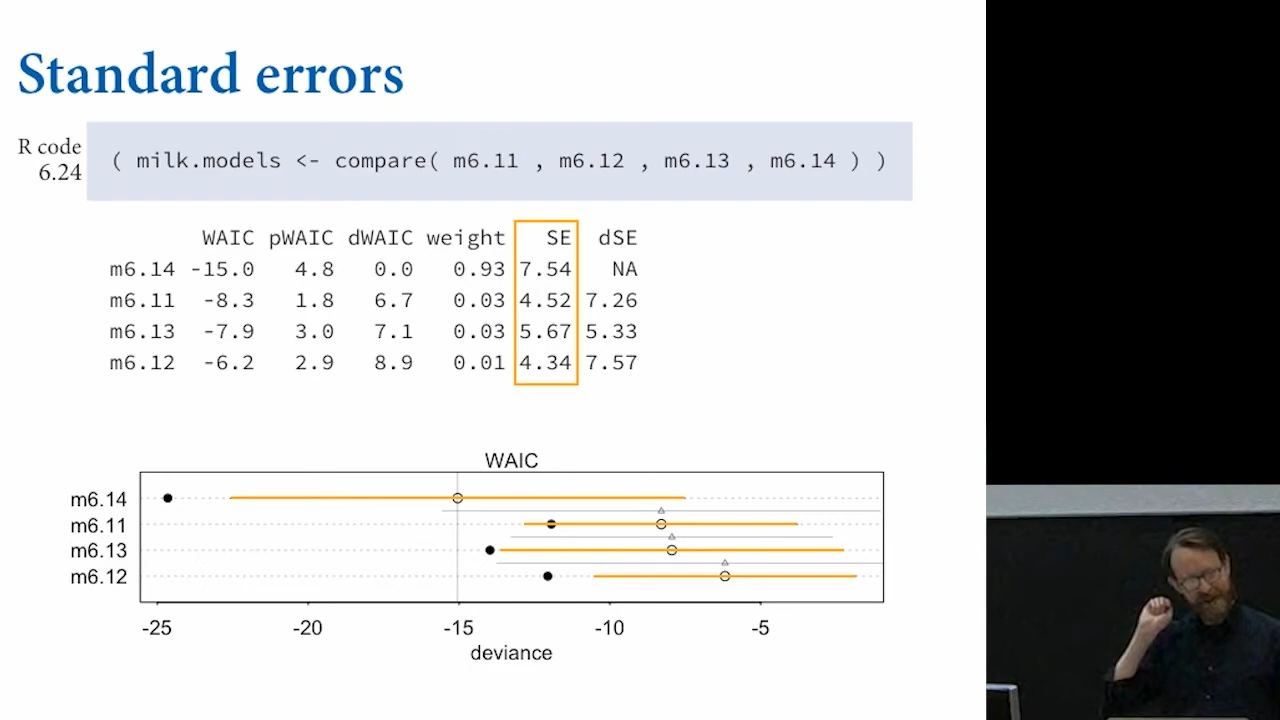 Standard errors
R code
6.24
( milk.models <- compare( m6.11 , m6.12 , m6.13 , m6.14 ) )
WAIC pWAIC dWAIC weight SE dSE
m6.14 -15.0 4.8 0.0 0.93 7.54 NA
m6.11 -8.3 1.8 6.7 0.03 4.52 7.26
m6.13 -7.9 3.0 7.1 0.03 5.67 5.33
m6.12 -6.2 2.9 8.9 0.01 4.34 7.57
WAIC
m6.14
m6.11
m6.13
m6.12
-25 -20 -15 -10 -5
deviance